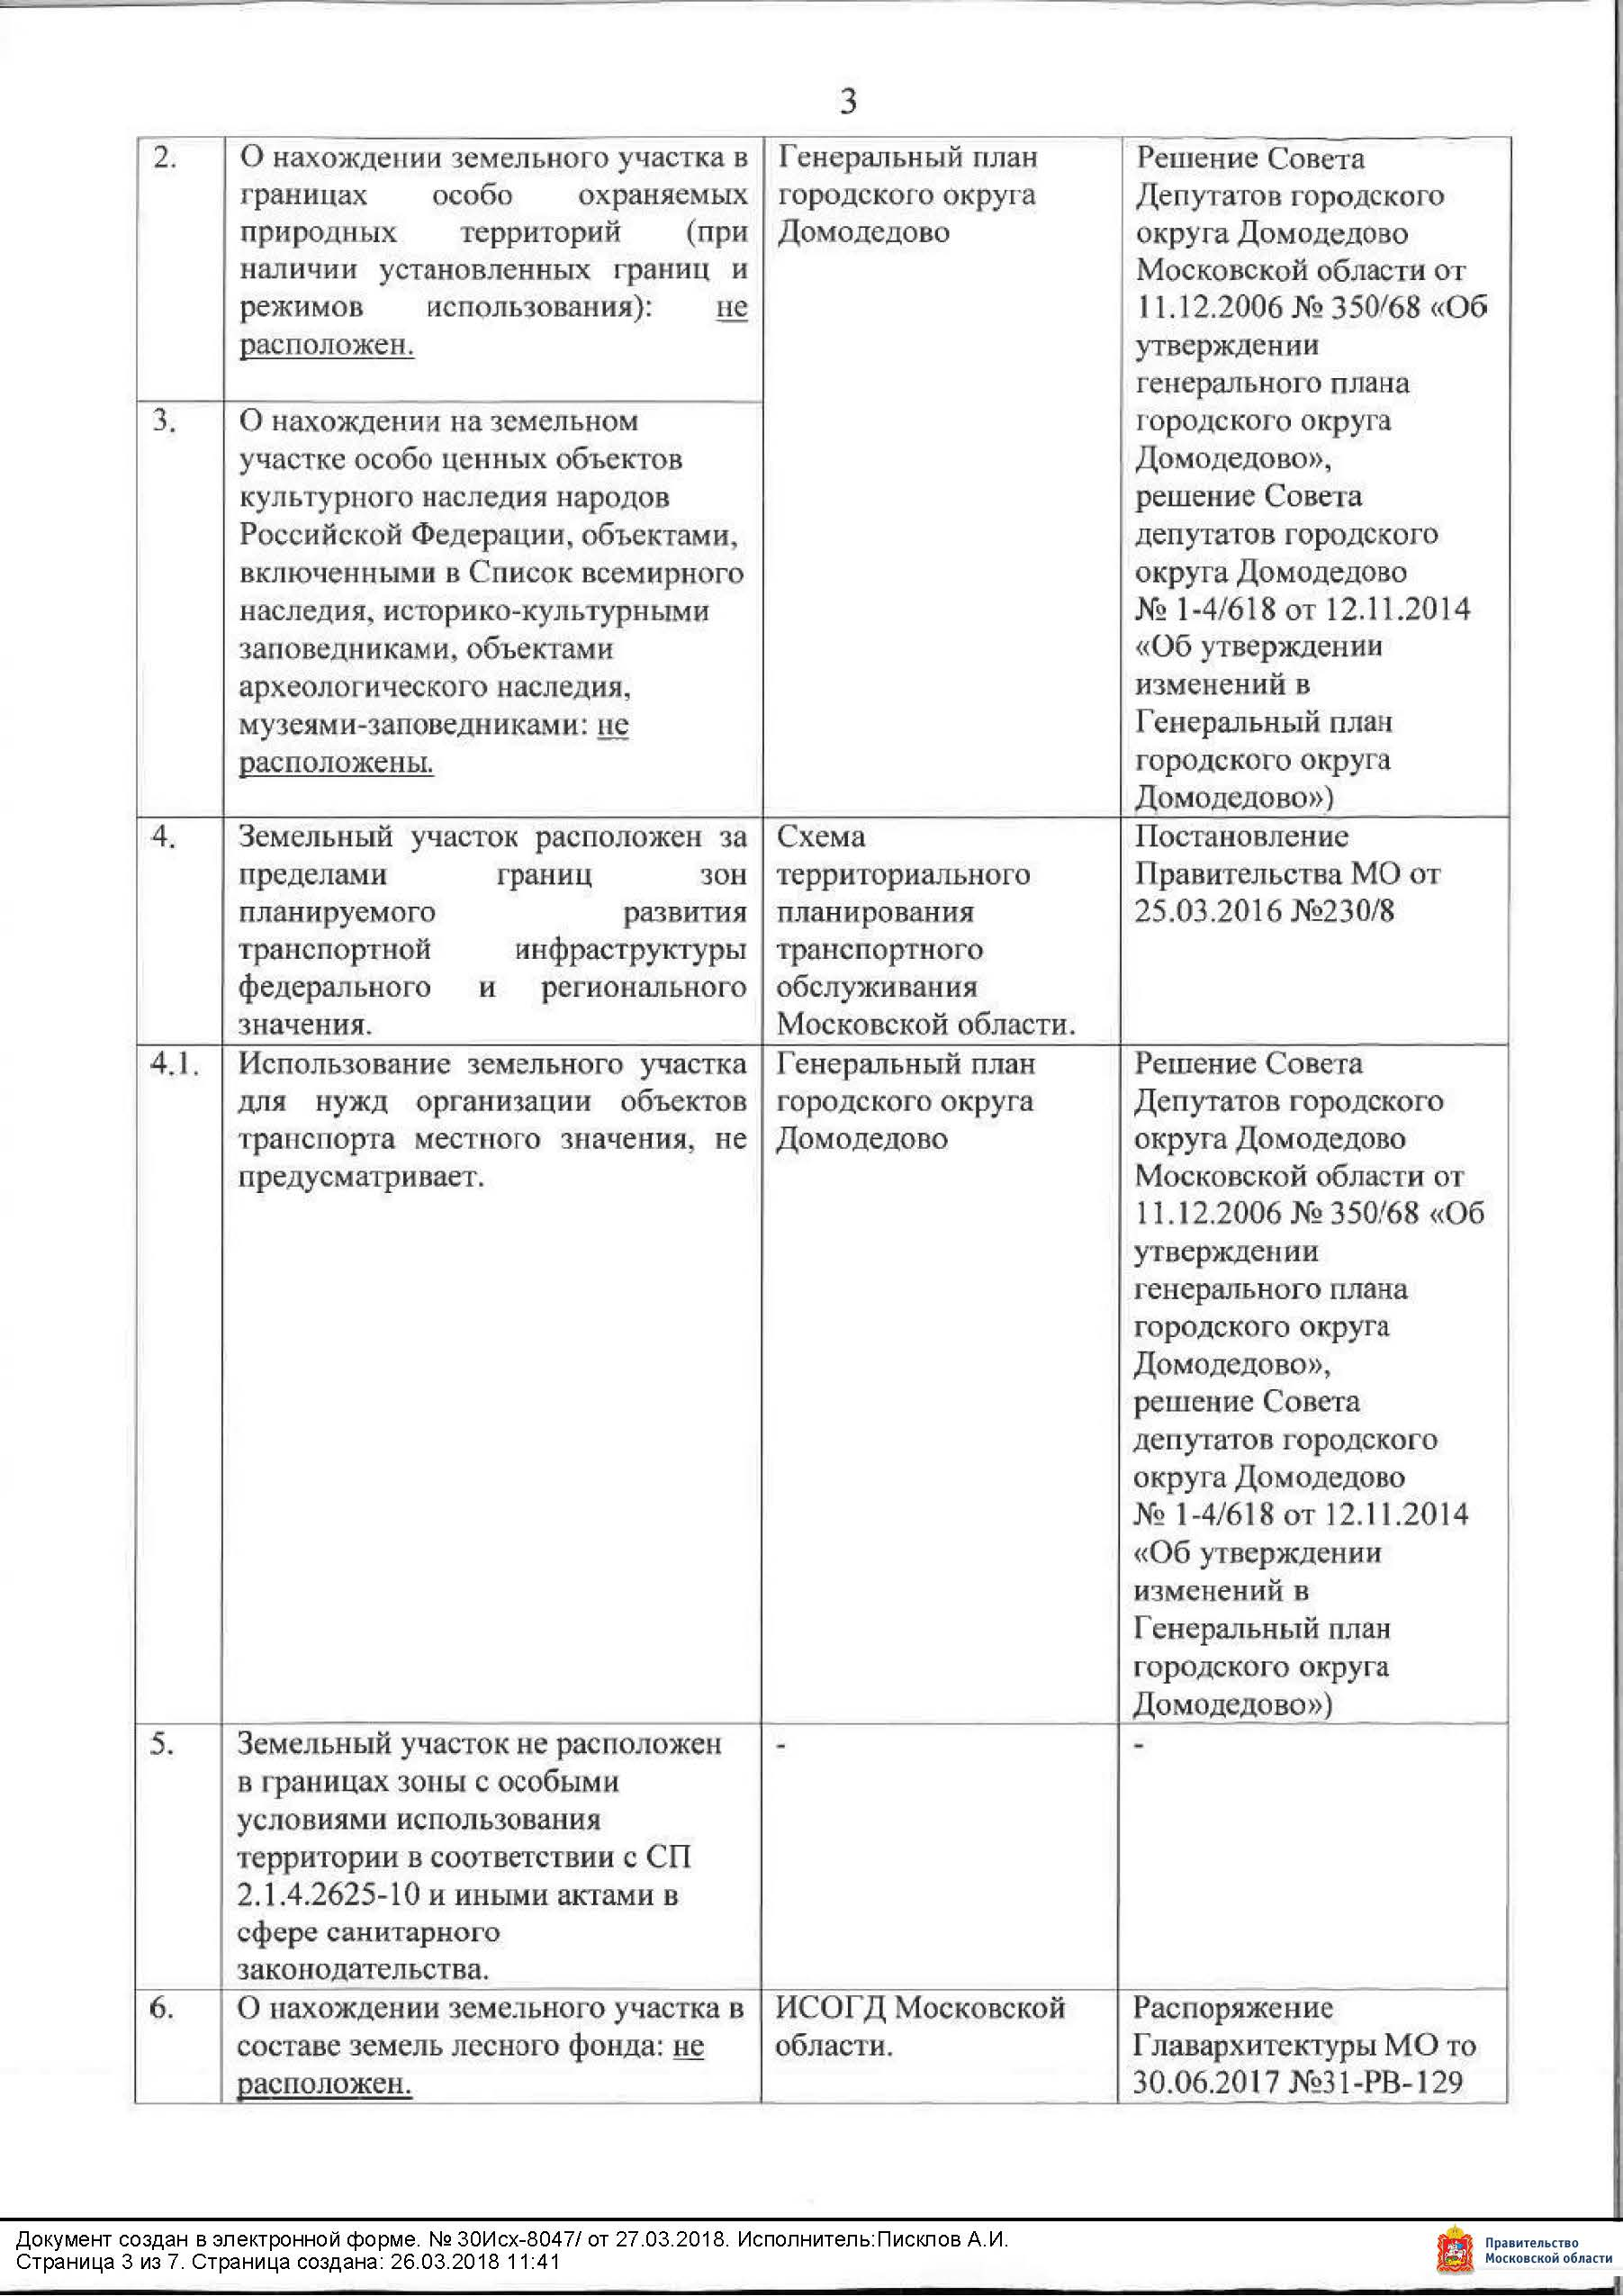 3
2.
О нахождении земельного участка в
границах особо охраняемых
природных территорий (при
наличии установленных границ и
режимов использования): не
расположен.
Генеральный план
городского округа
Домодедово
Решение Совета
Депутатов городского
округа Домодедово
Московской области от
11.12.2006 № 350/68 «Об
утверждении
генерального плана
городского округа
Домодедово»,
решение Совета
депутатов городского
округа Домодедово
№ 1-4/618 от 12.11.2014
«Об утверждении
изменений в
Генеральный план
городского округа
Домодедово»)
3.
О нахождении на земельном
участке особо ценных объектов
культурного наследия народов
Российской Федерации, объектами,
включенными в Список всемирного
наследия, историко-культурными
заповедниками, объектами
археологического наследия,
музеями-заповедниками: не
расположены.
4.
Земельный участок расположен за
пределами границ зон
планируемого развития
транспортной инфраструктуры
федерального и регионального
значения.
Схема
территориального
планирования
транспортного
обслуживания
Московской области.
Постановление
Правительства МО от
25.03.2016 №230/8
4.1.
Использование земельного участка
для нужд организации объектов
транспорта местного значения, не
предусматривает.
Генеральный план
городского округа
Домодедово
Решение Совета
Депутатов городского
округа Домодедово
Московской области от
11.12.2006 № 350/68 «Об
утверждении
генерального плана
городского округа
Домодедово»,
решение Совета
депутатов городского
округа Домодедово
№ 1-4/618 от 12.11.2014
«Об утверждении
изменений в
Генеральный план
городского округа
Домодедово»)
5.
Земельный участок не расположен
в границах зоны с особыми
условиями использования
территории в соответствии с СП
2.1.4.2625-10 и иными актами в
сфере санитарного
законодательства.
-
-
6.
О нахождении земельного участка в
составе земель лесного фонда: не
расположен.
ИСОГД Московской
области.
Распоряжение
Главархитектуры МО то
30.06.2017 №31-РВ-129
Документ создан в электронной форме. № 30Исх-8047/ от 27.03.2018. Исполнитель:Писклов А.И.
Страница 3 из 7. Страница создана: 26.03.2018 11:41
Правительство
Московской области